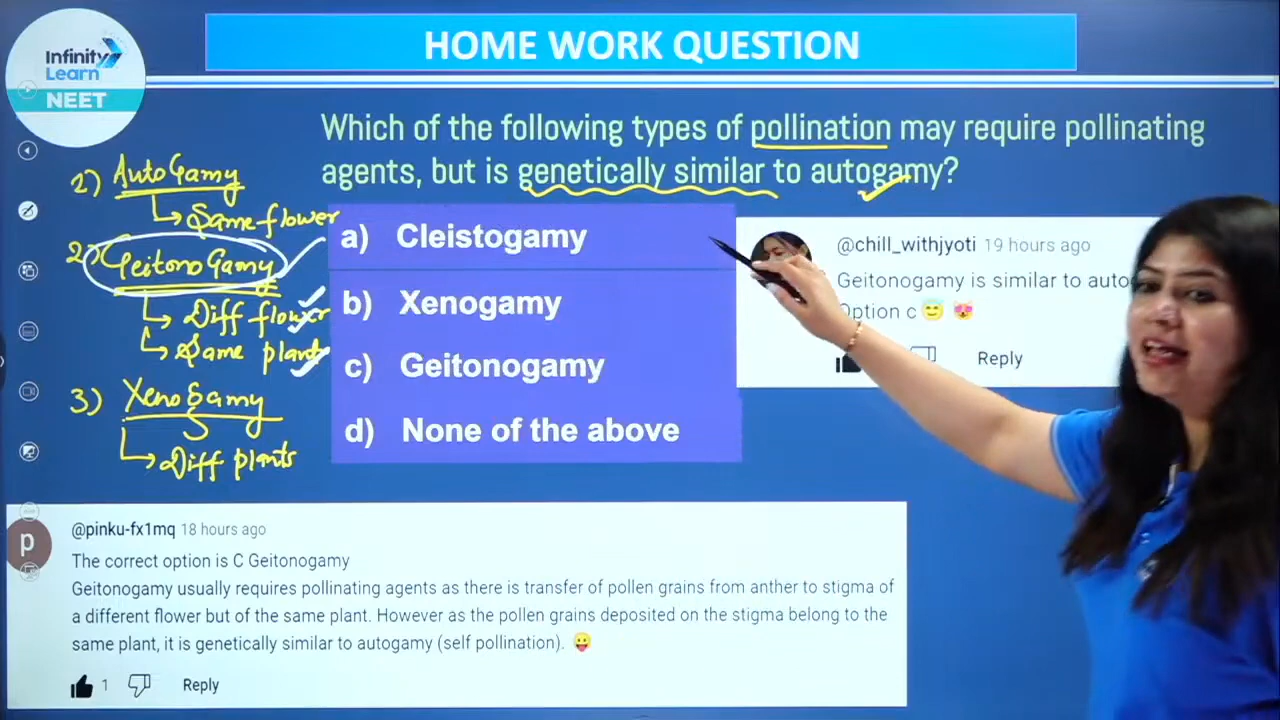 Infinity
Learn
NEET
HOME WORK QUESTION
Which of the following types of pollination may require pollinating
agents, but is genetically similar to autogamy?
2) AutoGamy
Same flower
2) Geitono Gamy
Diff flower
Same plant
3) Xenogamy
Diff plants
a) Cleistogamy
b) Xenogamy
c) Geitonogamy
d) None of the above
@chill_withjyoti 19 hours ago
Geitonogamy is similar to auto
Option c 😇 😻
Reply
p
@pinku-fx1mq 18 hours ago
The correct option is C Geitonogamy
Geitonogamy usually requires pollinating agents as there is transfer of pollen grains from anther to stigma of
a different flower but of the same plant. However as the pollen grains deposited on the stigma belong to the
same plant, it is genetically similar to autogamy (self pollination). 😛
1 Reply